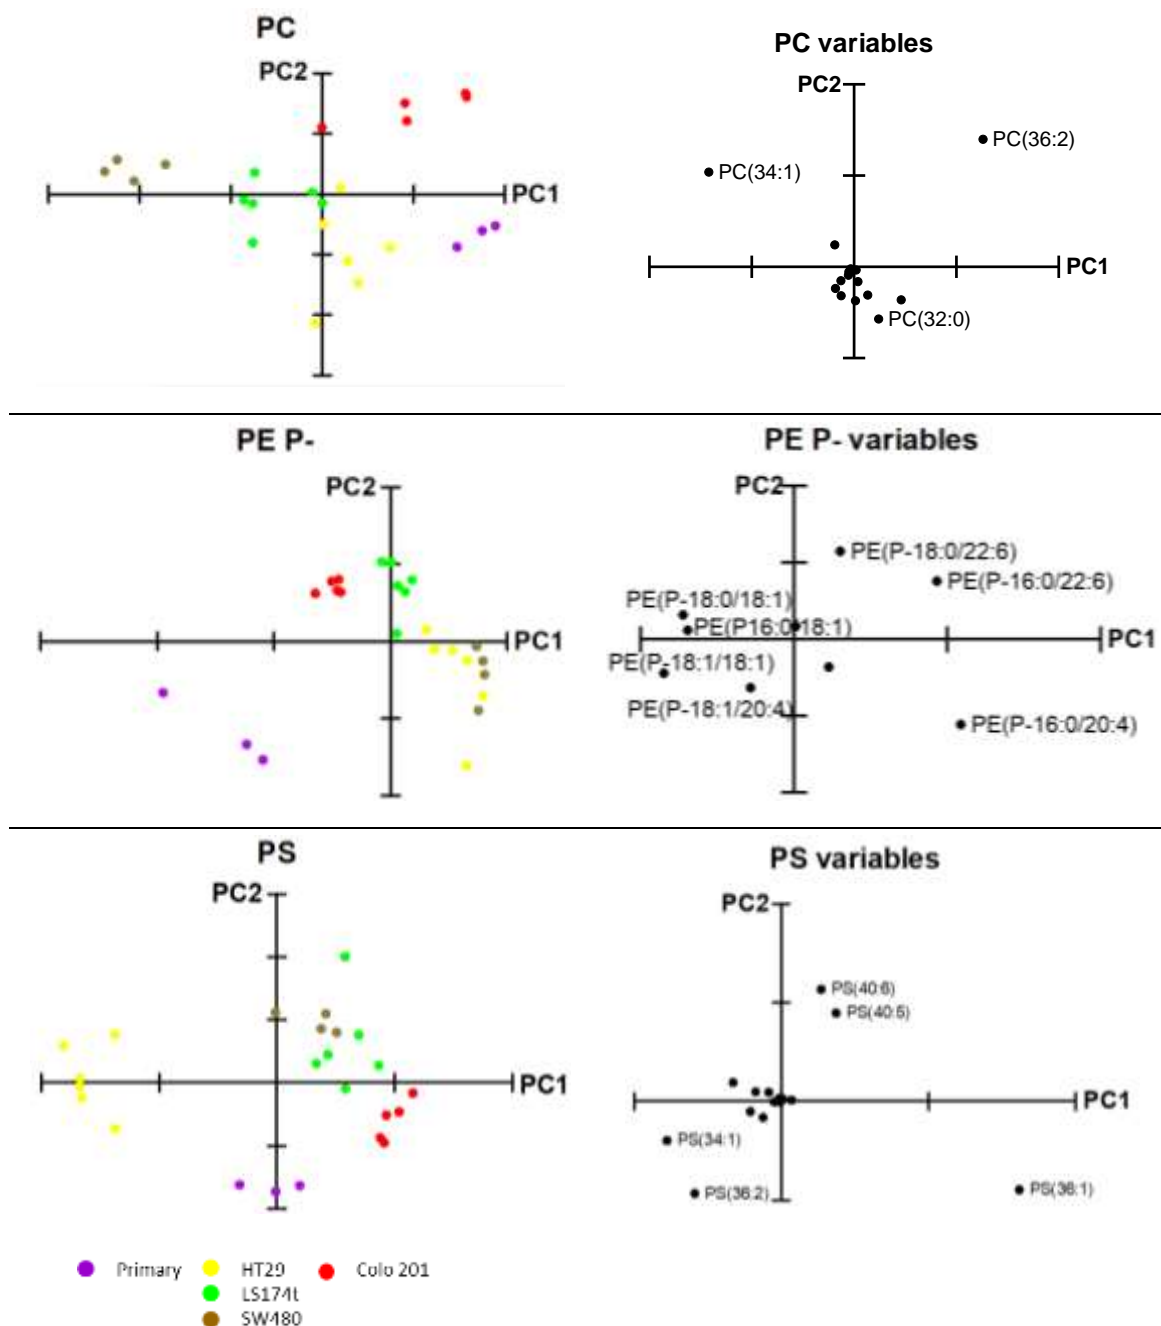 PC
PC variables
PC2
PC2
PC(36:2)
PC(34:1)
PC1
PC1
PC(32:0)
PE P-
PE P- variables
PC2
PC2
PE(P-18:0/22:6)
PE(P-16:0/22:6)
PE(P-18:0/18:1)
PE(P16:0/18:1)
PC1
PC1
PE(P-18:1/18:1)
PE(P-18:1/20:4)
PE(P-16:0/20:4)
PS
PS variables
PC2
PC2
PS(40:6)
PS(40:5)
PC1
PC1
PS(34:1)
PS(36:2)
PS(36:1)
Primary
HT29
Colo 201
LS174t
SW480